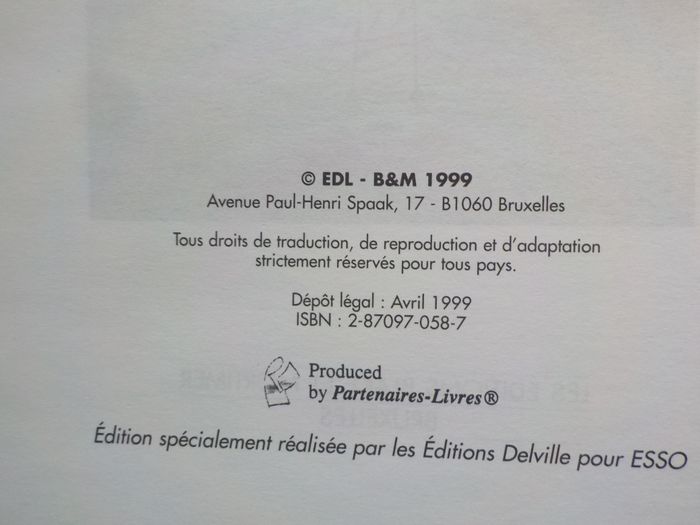 © EDL - B&M 1999
Avenue Paul-Henri Spaak, 17 - B1060 Bruxelles
Tous droits de traduction, de reproduction et d'adaptation
strictement réservés pour tous pays.
Dépôt légal : Avril 1999
ISBN : 2-87097-058-7
Produced
by Partenaires-Livres®
Édition spécialement réalisée par les Éditions Delville pour ESSO